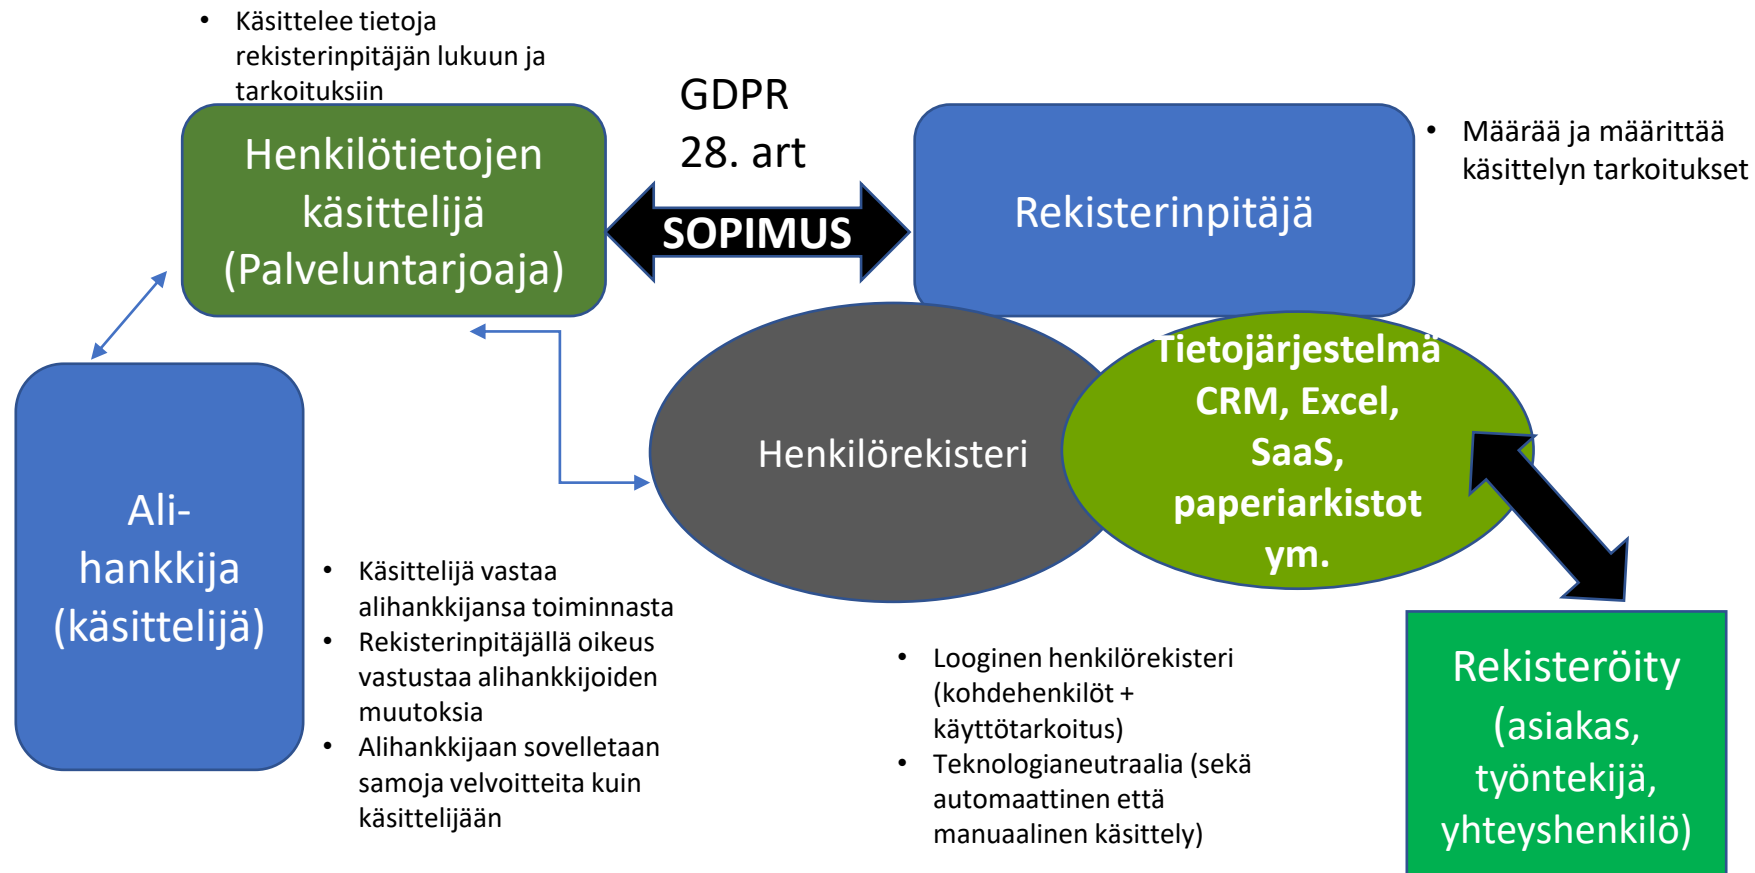 • Käsittelee tietoja
rekisterinpitäjän lukuun ja
tarkoituksiin
Henkilötietojen
käsittelijä
(Palveluntarjoaja)
GDPR
28. art
SOPIMUS
Rekisterinpitäjä
• Määrää ja määrittää
käsittelyn tarkoitukset
Henkilörekisteri
Tietojärjestelmä
CRM, Excel,
SaaS,
paperiarkistot
ym.
Ali-
hankkija
(käsittelijä)
• Käsittelijä vastaa
alihankkijansa toiminnasta
• Rekisterinpitäjällä oikeus
vastustaa alihankkijoiden
muutoksia
• Alihankkijaan sovelletaan
samoja velvoitteita kuin
käsittelijään
• Looginen henkilörekisteri
(kohdehenkilöt +
käyttötarkoitus)
• Teknologianeutraalia (sekä
automaattinen että
manuaalinen käsittely)
Rekisteröity
(asiakas,
työntekijä,
yhteyshenkilö)